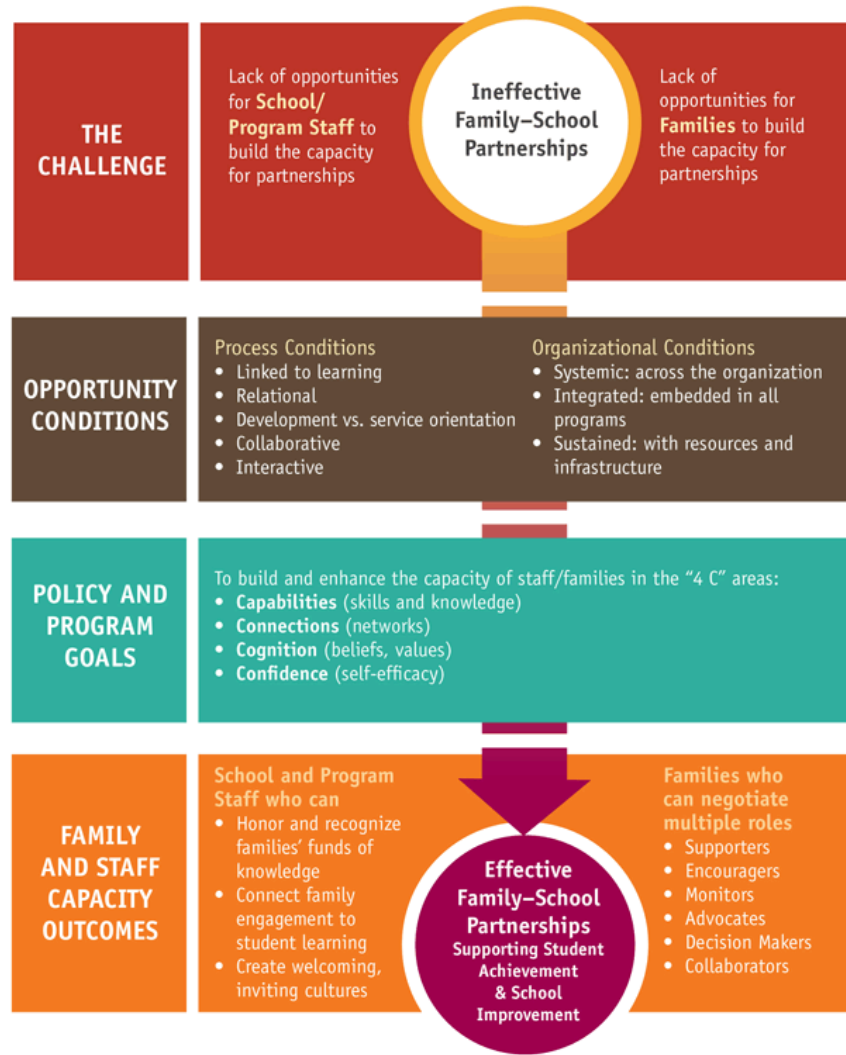 THE
CHALLENGE
Lack of opportunities
for School/
Program Staff to
build the capacity
for partnerships
Ineffective
Family–School
Partnerships
Lack of
opportunities for
Families to build
the capacity for
partnerships
OPPORTUNITY
CONDITIONS
Process Conditions
• Linked to learning
• Relational
• Development vs. service orientation
• Collaborative
• Interactive
Organizational Conditions
• Systemic: across the organization
• Integrated: embedded in all
programs
• Sustained: with resources and
infrastructure
POLICY AND
PROGRAM
GOALS
To build and enhance the capacity of staff/families in the “4 C” areas:
• Capabilities (skills and knowledge)
• Connections (networks)
• Cognition (beliefs, values)
• Confidence (self-efficacy)
FAMILY
AND STAFF
CAPACITY
OUTCOMES
School and Program
Staff who can
• Honor and recognize
families’ funds of
knowledge
• Connect family
engagement to
student learning
• Create welcoming,
inviting cultures
Effective
Family–School
Partnerships
Supporting Student
Achievement
& School
Improvement
Families who
can negotiate
multiple roles
• Supporters
• Encouragers
• Monitors
• Advocates
• Decision Makers
• Collaborators